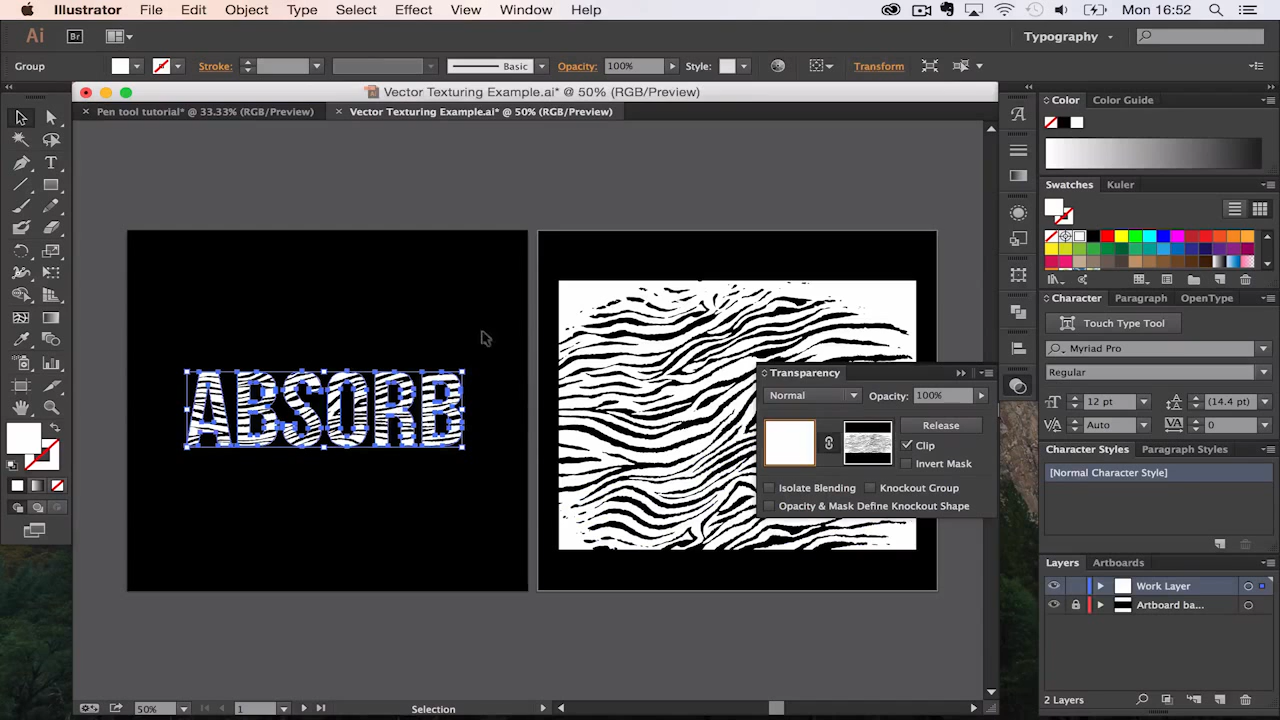 Illustrator File Edit Object Type Select Effect View Window Help Mon 16:52
Ai Br Typography
Group Stroke: Basic Opacity: 100% Style: Transform
Vector Texturing Example.ai* @ 50% (RGB/Preview)
Pen tool tutorial* @ 33.33% (RGB/Preview) Vector Texturing Example.ai* @ 50% (RGB/Preview)
Color Color Guide
Swatches Kuler
Character Paragraph OpenType
Touch Type Tool
Myriad Pro
Regular
12 pt (14.4 pt)
Auto 0
Character Styles Paragraph Styles
[Normal Character Style]
Layers Artboards
Work Layer
Artboard ba...
2 Layers
ABSORB
Transparency
Normal Opacity: 100%
Release
Clip
Invert Mask
Isolate Blending Knockout Group
Opacity & Mask Define Knockout Shape
50% 1 Selection